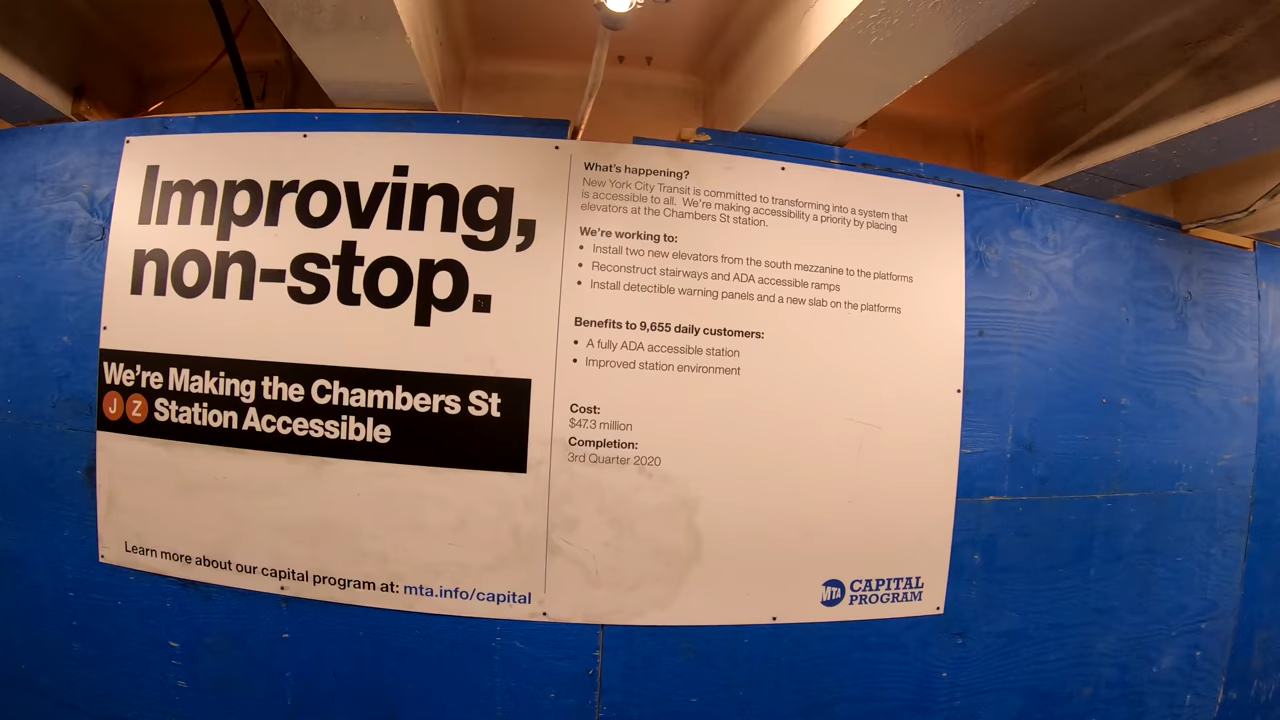 Improving,
non-stop.
We're Making the Chambers St
J Z Station Accessible
Learn more about our capital program at: mta.info/capital
What's happening?
New York City Transit is committed to transforming into a system that
is accessible to all. We're making accessibility a priority by placing
elevators at the Chambers St station.
We're working to:
• Install two new elevators from the south mezzanine to the platforms
• Reconstruct stairways and ADA accessible ramps
• Install detectible warning panels and a new slab on the platforms
Benefits to 9,655 daily customers:
• A fully ADA accessible station
• Improved station environment
Cost:
$47.3 million
Completion:
3rd Quarter 2020
MTA CAPITAL
PROGRAM